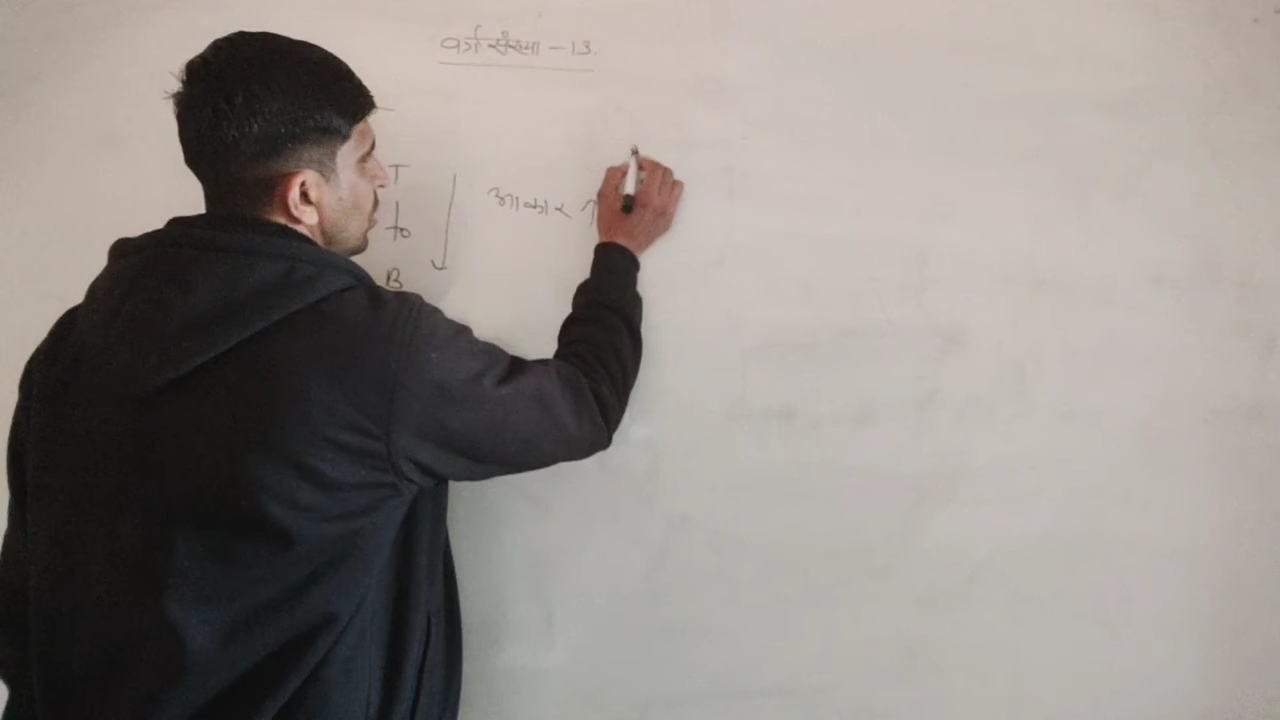 वर्ग संख्या - 13.
T
↓ आकार ↑
to
B